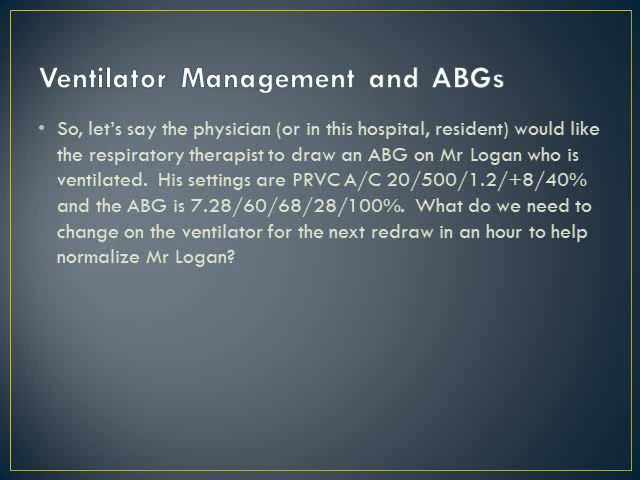 Ventilator Management and ABGs
• So, let's say the physician (or in this hospital, resident) would like
the respiratory therapist to draw an ABG on Mr Logan who is
ventilated. His settings are PRVC A/C 20/500/1.2/+8/40%
and the ABG is 7.28/60/68/28/100%. What do we need to
change on the ventilator for the next redraw in an hour to help
normalize Mr Logan?